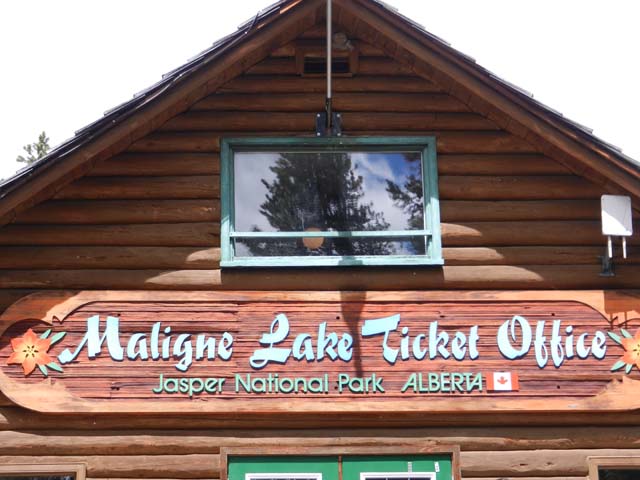 Maligne Lake Ticket Office
Jasper National Park ALBERTA